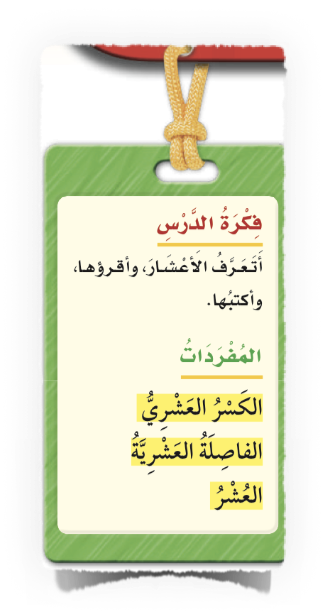 فِكْرَةُ الدَّرْسِ
أَتَعَرَّفُ الأَعْشَارَ، وأقرؤها،
وأكتبُها.
المُفْرَدَاتُ
الكَسْرُ العَشْرِيُّ
الفاصِلَةُ العَشْرِيَّةُ
العُشْرُ